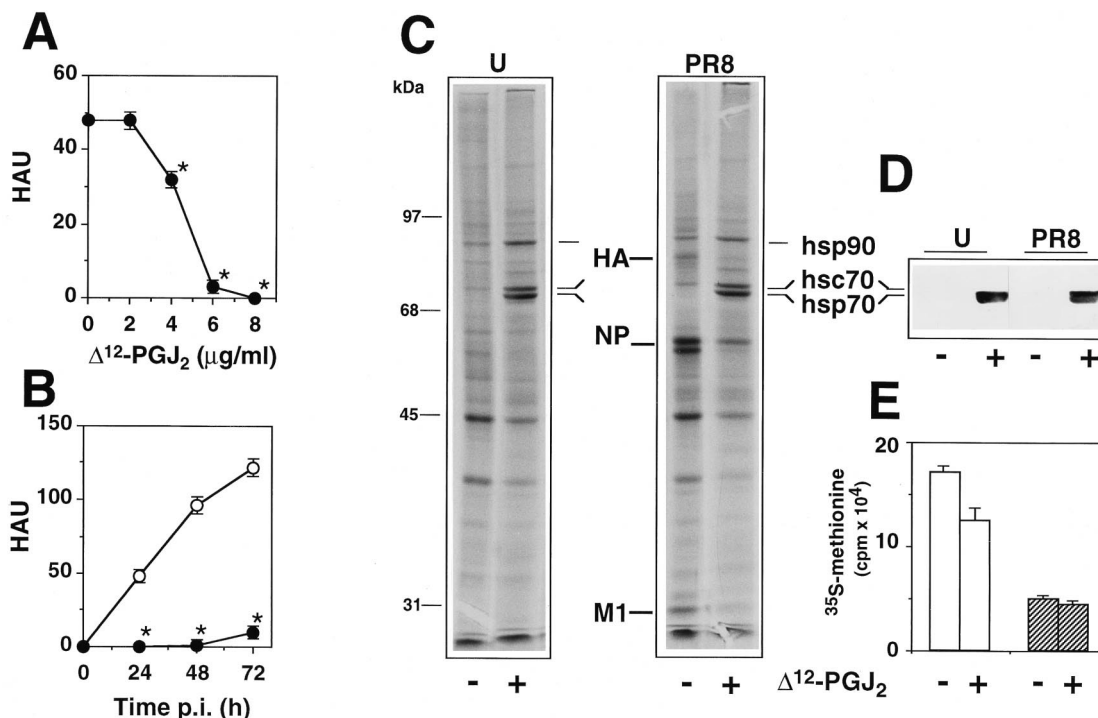 A
HAU
60
40
20
0
*
*
*
0 2 4 6 8
Δ¹²-PGJ₂ (μg/ml)
B
HAU
150
100
50
0
* * *
0 24 48 72
Time p.i. (h)
C
U PR8
kDa
97
68
45
31
HA
NP
M1
hsp90
hsc70
hsp70
- + - + Δ¹²-PGJ₂
D
U PR8
- + - +
E
³⁵S-methionine
(cpm x 10⁴)
20
10
0
- + - +